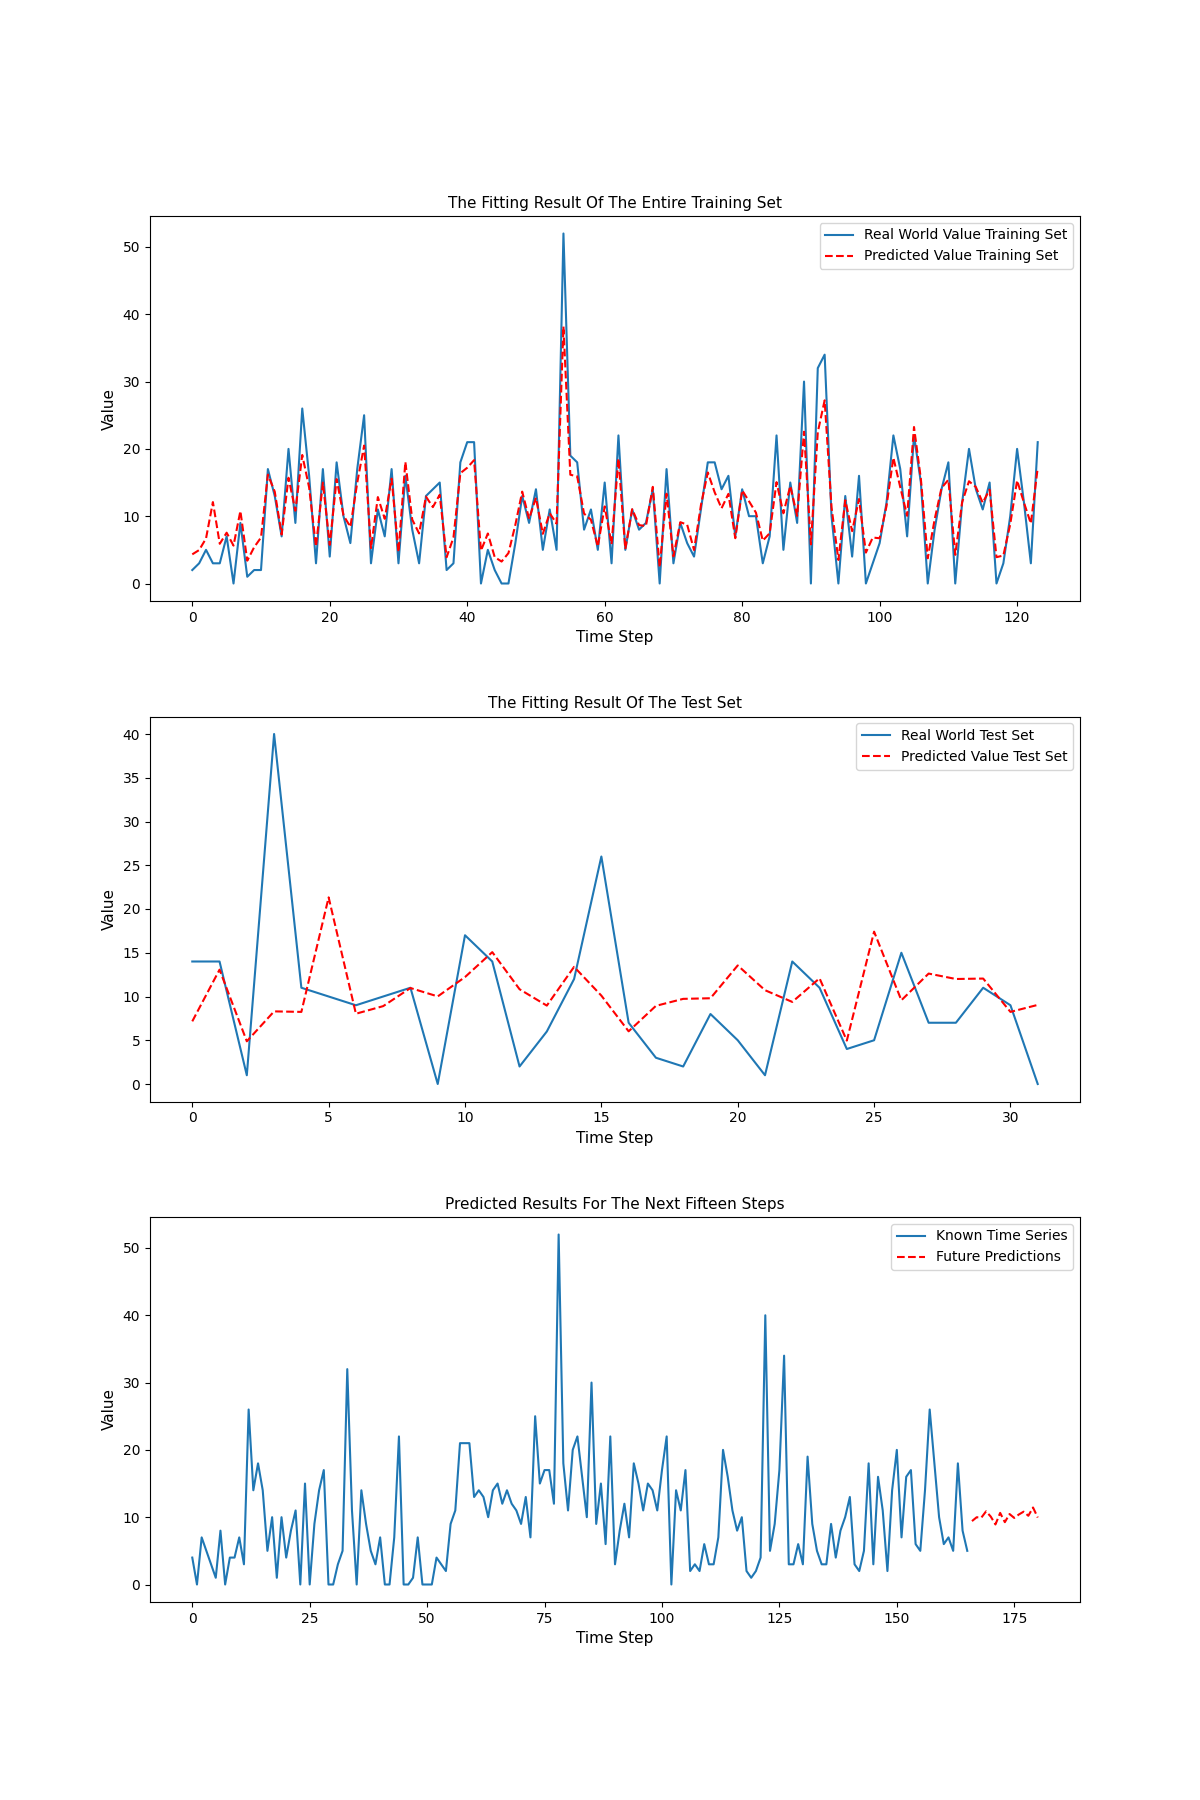 The Fitting Result Of The Entire Training Set
Real World Value Training Set
Predicted Value Training Set
Value
50
40
30
20
10
0
0 20 40 60 80 100 120
Time Step
The Fitting Result Of The Test Set
Real World Test Set
Predicted Value Test Set
Value
40
35
30
25
20
15
10
5
0
0 5 10 15 20 25 30
Time Step
Predicted Results For The Next Fifteen Steps
Known Time Series
Future Predictions
Value
50
40
30
20
10
0
0 25 50 75 100 125 150 175
Time Step